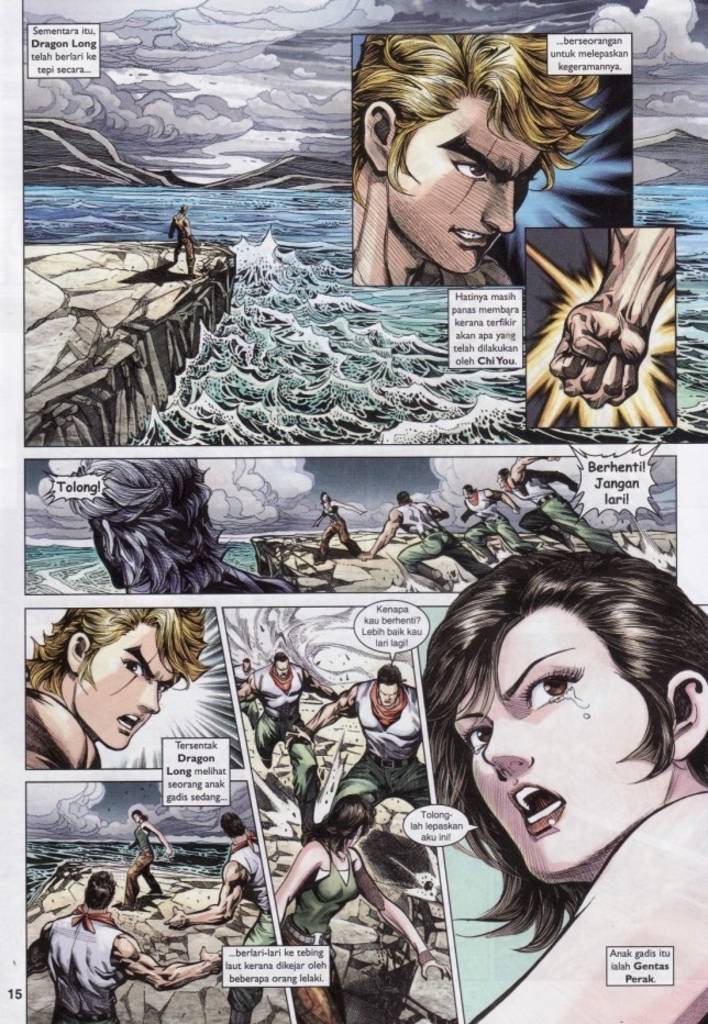 Sementara itu,
Dragon Long
telah berlari ke
tepi secara...
...berseorangan
untuk melepaskan
kegeramannya.
Hatinya masih
panas membara
kerana terfikir
akan apa yang
telah dilakukan
oleh Chi You.
Tolong!
Berhenti!
Jangan
lari!
Tersentak
Dragon
Long melihat
seorang anak
gadis sedang...
Kenapa
kau berhenti?
Lebih baik kau
lari lagi!
...berlari ke tebing
laut kerana dikejar oleh
beberapa orang lelaki.
Tolong-
lah lepaskan
aku ini!
Anak gadis itu
ialah Gentas
Perak.
15